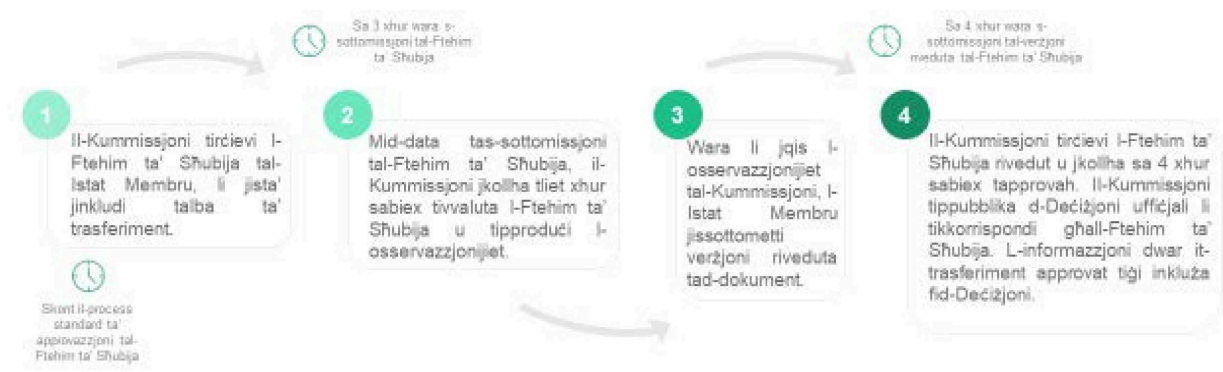 Sa 3 xhur wara s-
sottomissjoni tal-Ftehim
ta' Sħubija
Sa 4 xhur wara s-
sottomissjoni tal-verżjoni
riveduta tal-Ftehim ta' Sħubija
1
Il-Kummissjoni tirċievi l-
Ftehim ta' Sħubija tal-
Istat Membru, li jista'
jinkludi talba ta'
trasferiment.
Skont il-process
standard ta'
approvazzjoni tal-
Ftehim ta' Sħubija
2
Mid-data tas-sottomissjoni
tal-Ftehim ta' Sħubija, il-
Kummissjoni jkollha tliet xhur
sabiex tivvaluta l-Ftehim ta'
Sħubija u tipproduċi l-
osservazzjonijiet.
3
Wara li jqis l-
osservazzjonijiet
tal-Kummissjoni, l-
Istat Membru
jissottometti
verżjoni riveduta
tad-dokument.
4
Il-Kummissjoni tirċievi l-Ftehim ta'
Sħubija rivedut u jkollha sa 4 xhur
sabiex tapprovah. Il-Kummissjoni
tippubblika d-Deċiżjoni uffiċjali li
tikkorrispondi għall-Ftehim ta'
Sħubija. L-informazzjoni dwar it-
trasferiment approvat tiġi inkluża
fid-Deċiżjoni.